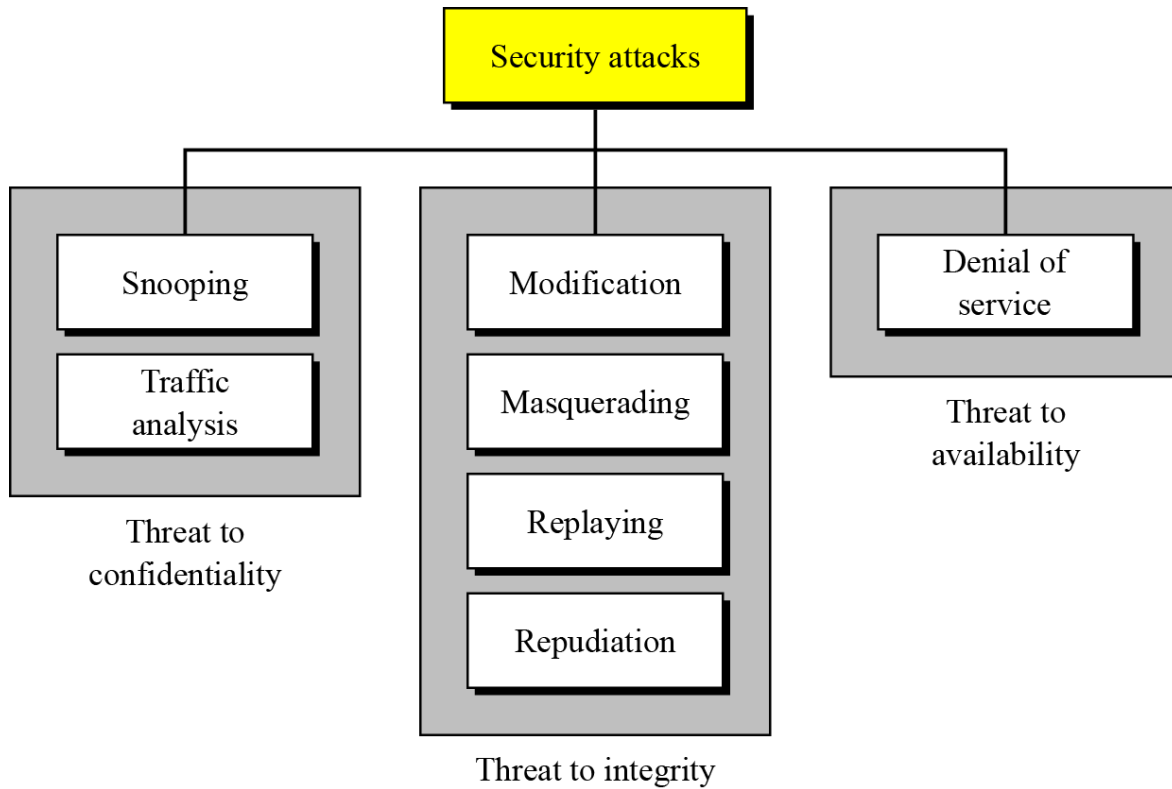 Security attacks
Snooping
Traffic
analysis
Threat to
confidentiality
Modification
Masquerading
Replaying
Repudiation
Threat to integrity
Denial of
service
Threat to
availability